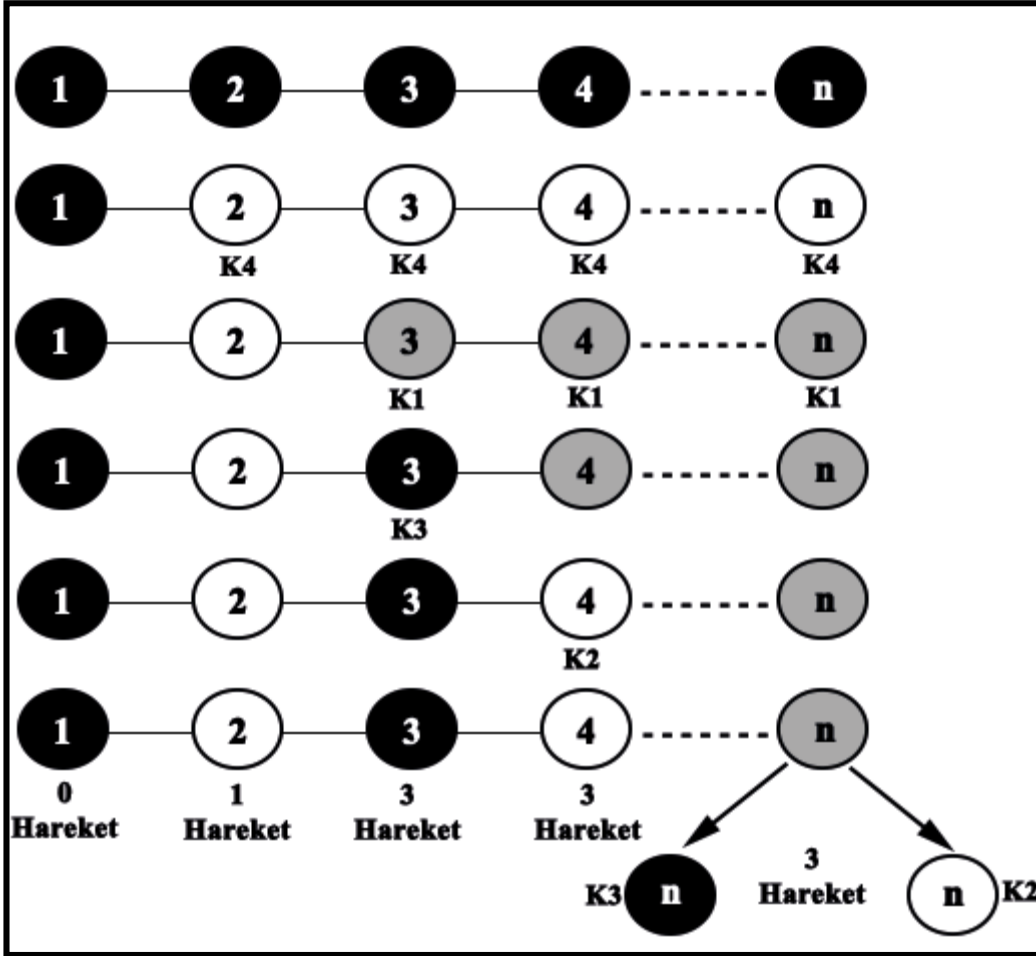 1 2 3 4 n
1 2 3 4 n
K4 K4 K4 K4
1 2 3 4 n
K1 K1 K1
1 2 3 4 n
K3
1 2 3 4 n
K2
1 2 3 4 n
0 1 3 3
Hareket Hareket Hareket Hareket
3
Hareket
K3 n n K2